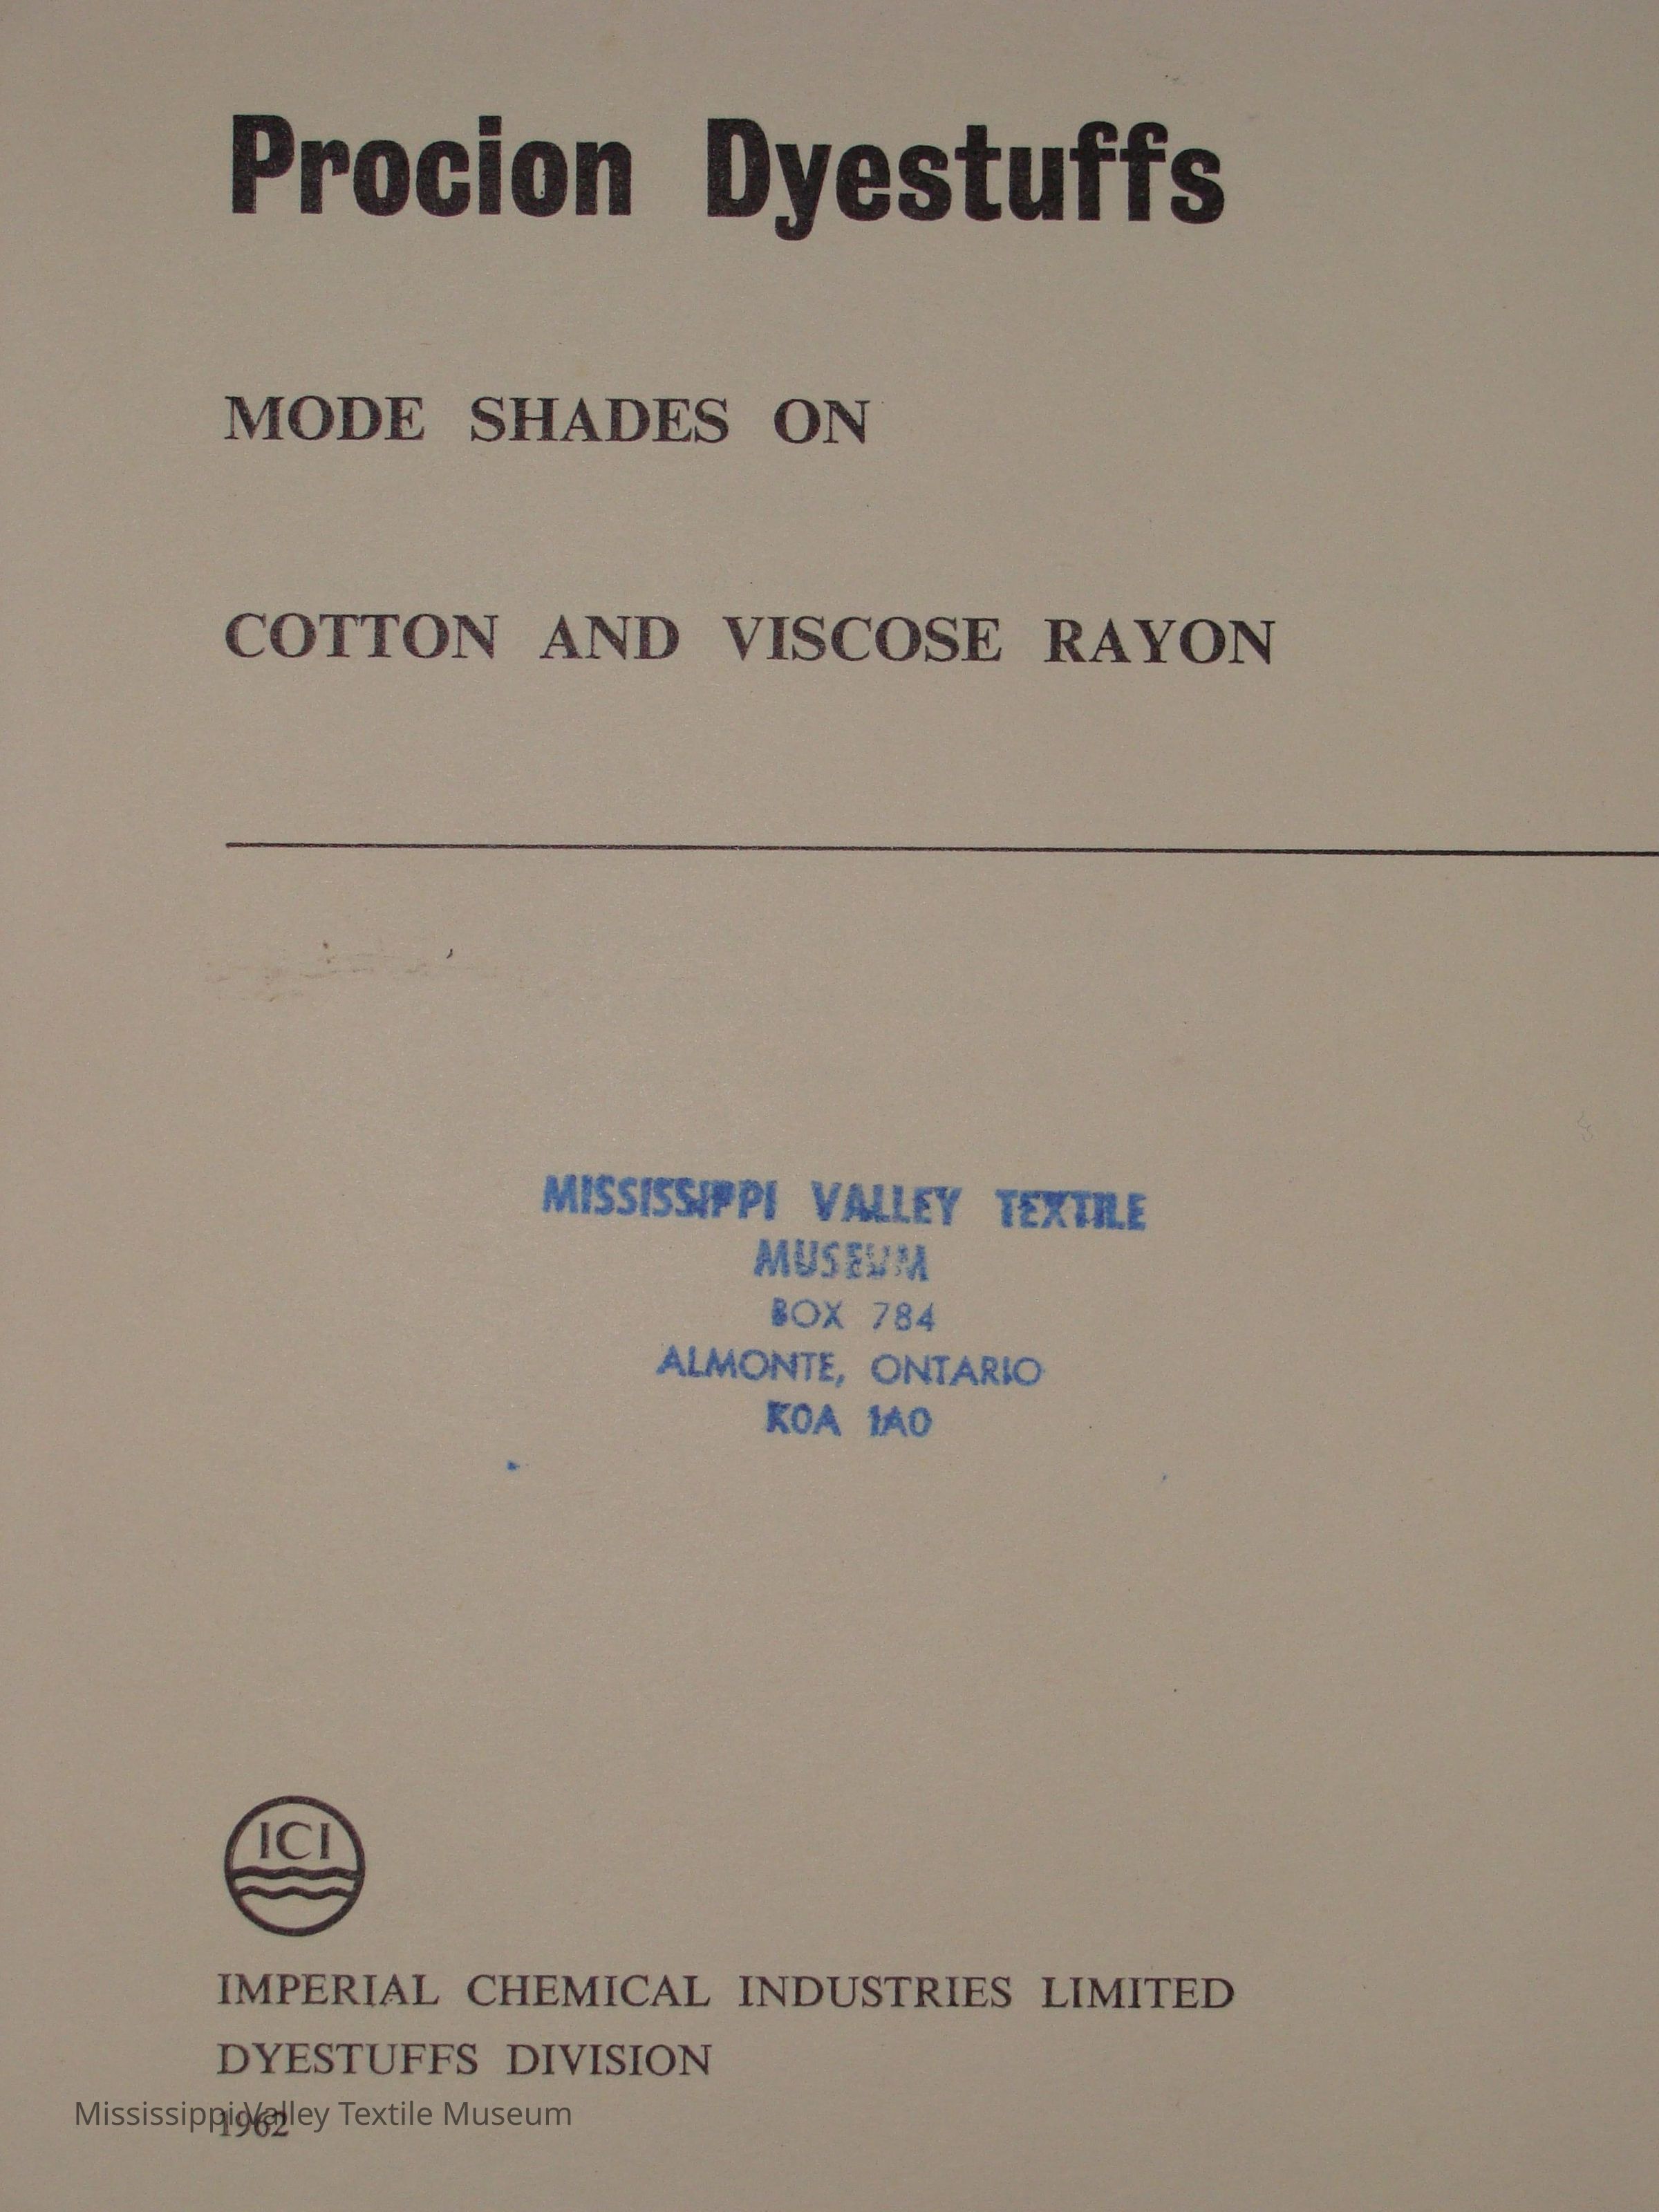 Procion Dyestuffs
MODE SHADES ON
COTTON AND VISCOSE RAYON
MISSISSIPPI VALLEY TEXTILE
MUSEUM
BOX 784
ALMONTE, ONTARIO
K0A 1A0
ICI
IMPERIAL CHEMICAL INDUSTRIES LIMITED
DYESTUFFS DIVISION
Mississippi Valley Textile Museum
1962